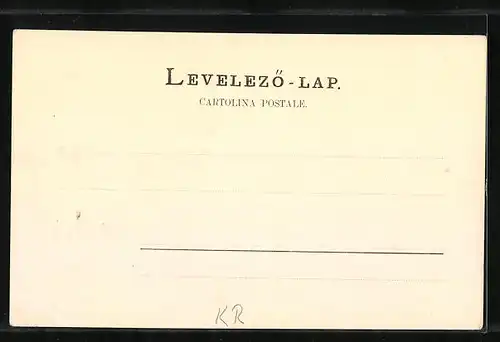 LEVELEZŐ-LAP.
CARTOLINA POSTALE.
KR